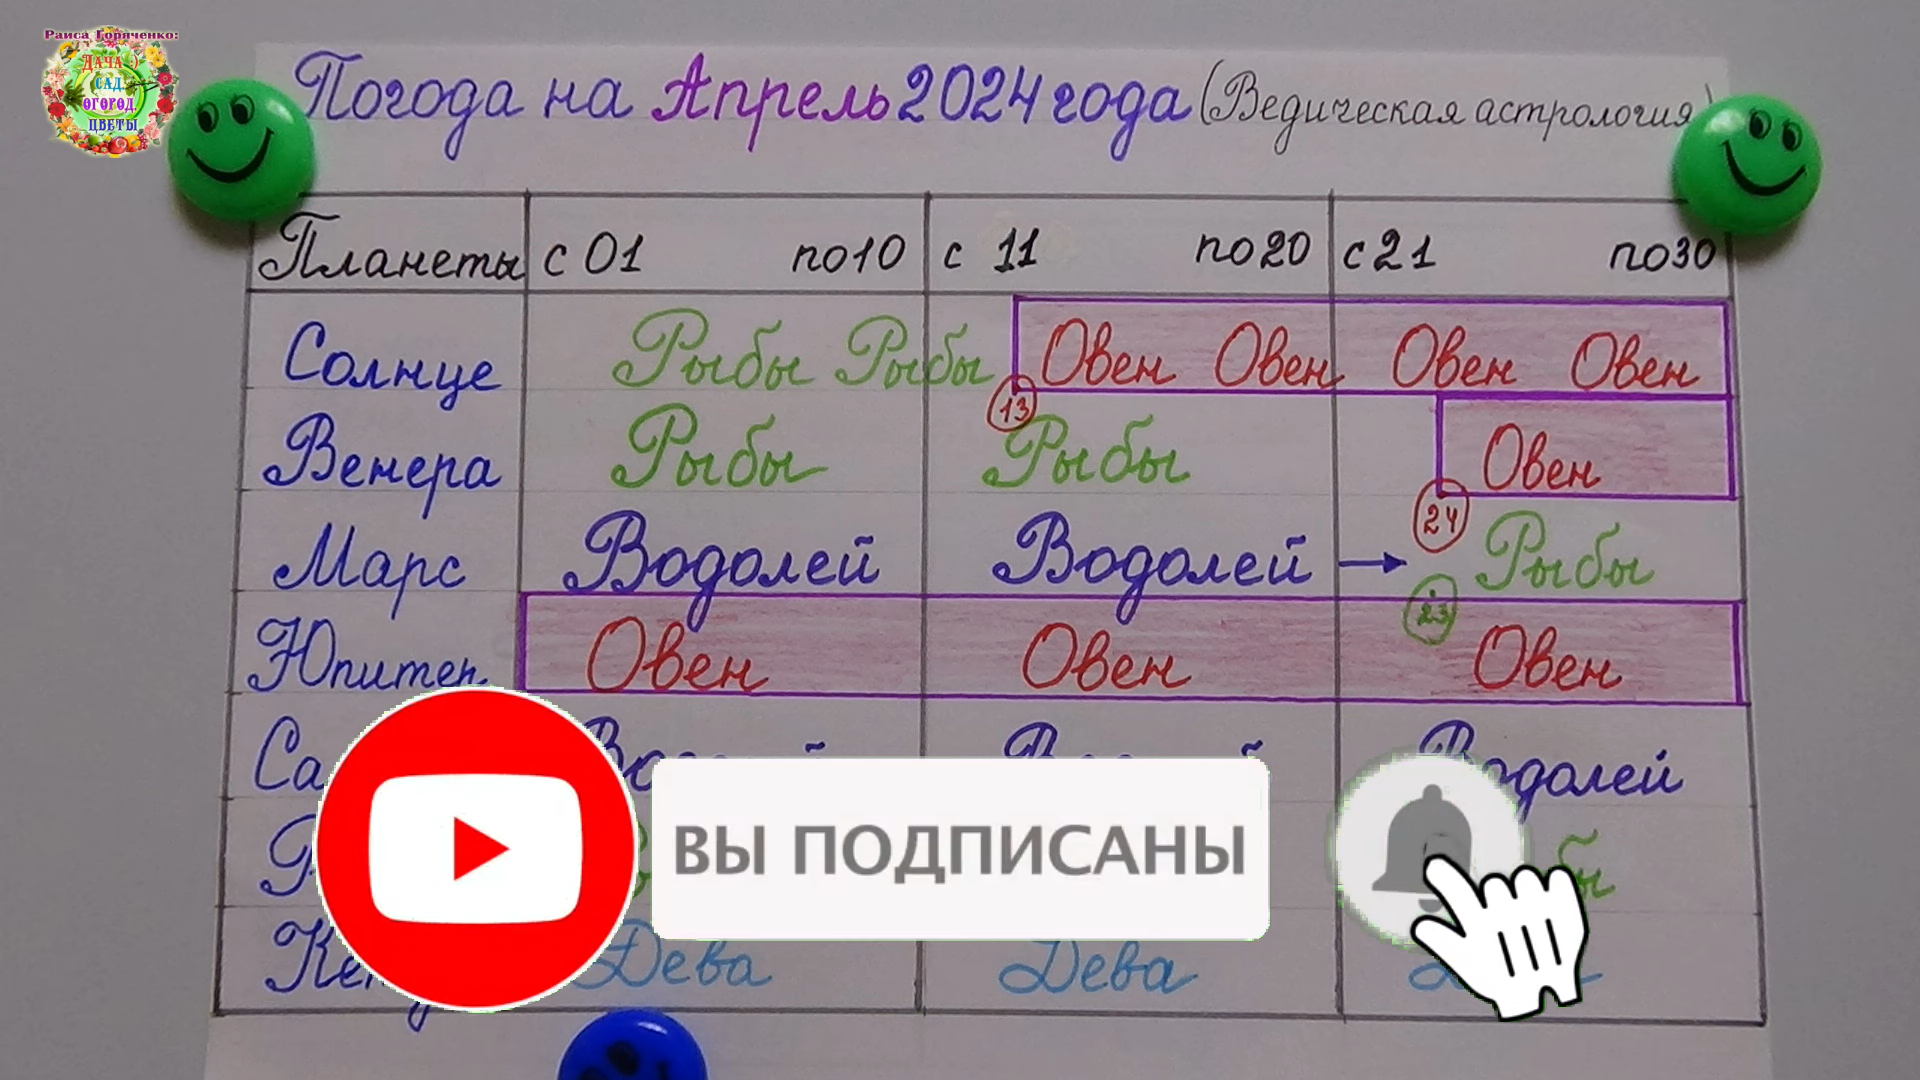 Раиса Горяченко:
ДАЧА :)
САД,
ОГОРОД,
ЦВЕТЫ
Погода на Апрель 2024 года (Ведическая астрология)
Планеты с 01 по 10 с 11 по 20 с 21 по 30
Солнце Рыбы Рыбы Овен Овен Овен Овен
13
Венера Рыбы Рыбы Овен
24
Марс Водолей Водолей → Рыбы
23
Юпитер Овен Овен Овен
Водолей
ВЫ ПОДПИСАНЫ
Дева Дева